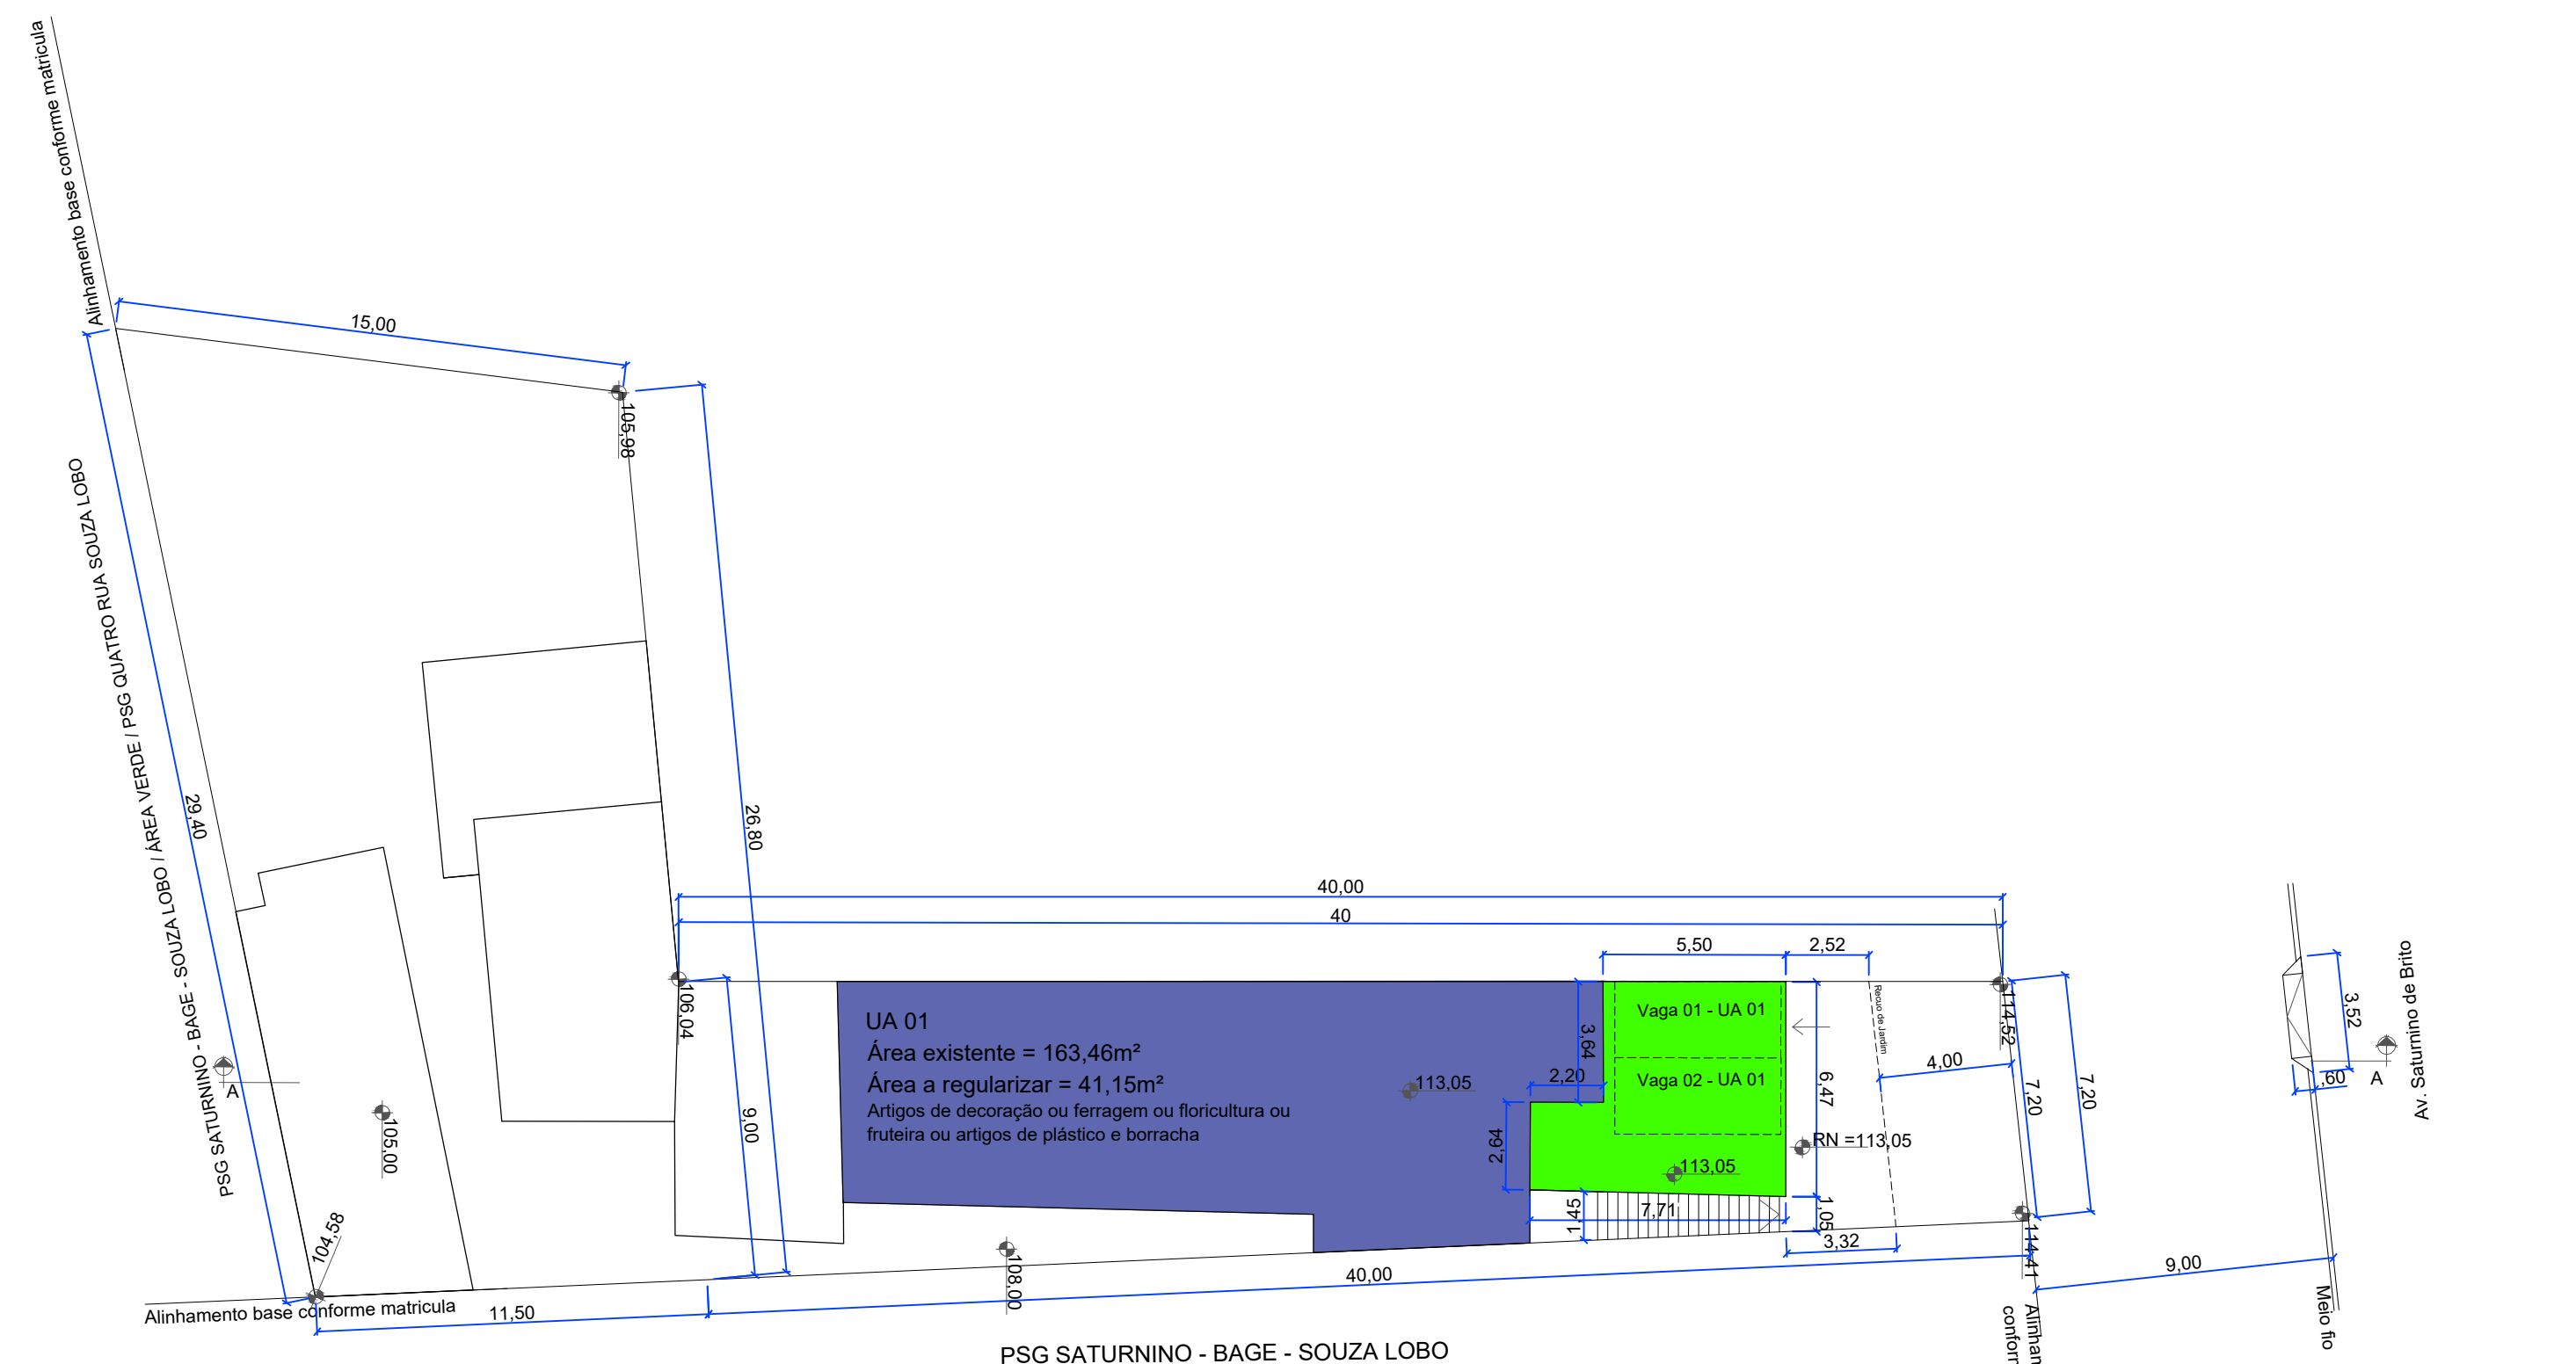 Alinhamento base conforme matricula
15,00
105,98
PSG SATURNINO - BAGE - SOUZA LOBO / ÁREA VERDE / PSG QUATRO RUA SOUZA LOBO
29,40
26,80
40,00
40
5,50
2,52
Av. Saturnino de Brito
3,52
,60
A
106,04
UA 01
Área existente = 163,46m²
Área a regularizar = 41,15m²
Artigos de decoração ou ferragem ou floricultura ou
fruteira ou artigos de plástico e borracha
113,05
3,64
2,20
2,64
Vaga 01 - UA 01
Vaga 02 - UA 01
113,05
Recuo de Jardim
114,52
4,00
6,47
7,20
7,20
RN =113,05
A
105,00
9,00
1,45
7,71
1,05
3,32
114,41
104,58
108,00
40,00
9,00
Alinhamento base conforme matricula
11,50
Alinhan
conforr
Meio fio
PSG SATURNINO - BAGE - SOUZA LOBO